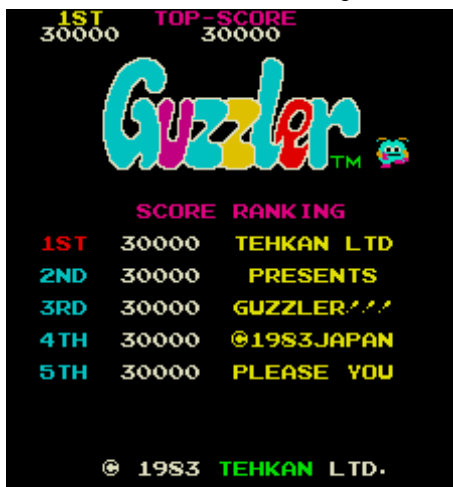 1ST TOP-SCORE
30000 30000
Guzzler TM
SCORE RANKING
1ST 30000 TEHKAN LTD
2ND 30000 PRESENTS
3RD 30000 GUZZLER!!!
4TH 30000 ©1983JAPAN
5TH 30000 PLEASE YOU
© 1983 TEHKAN LTD.